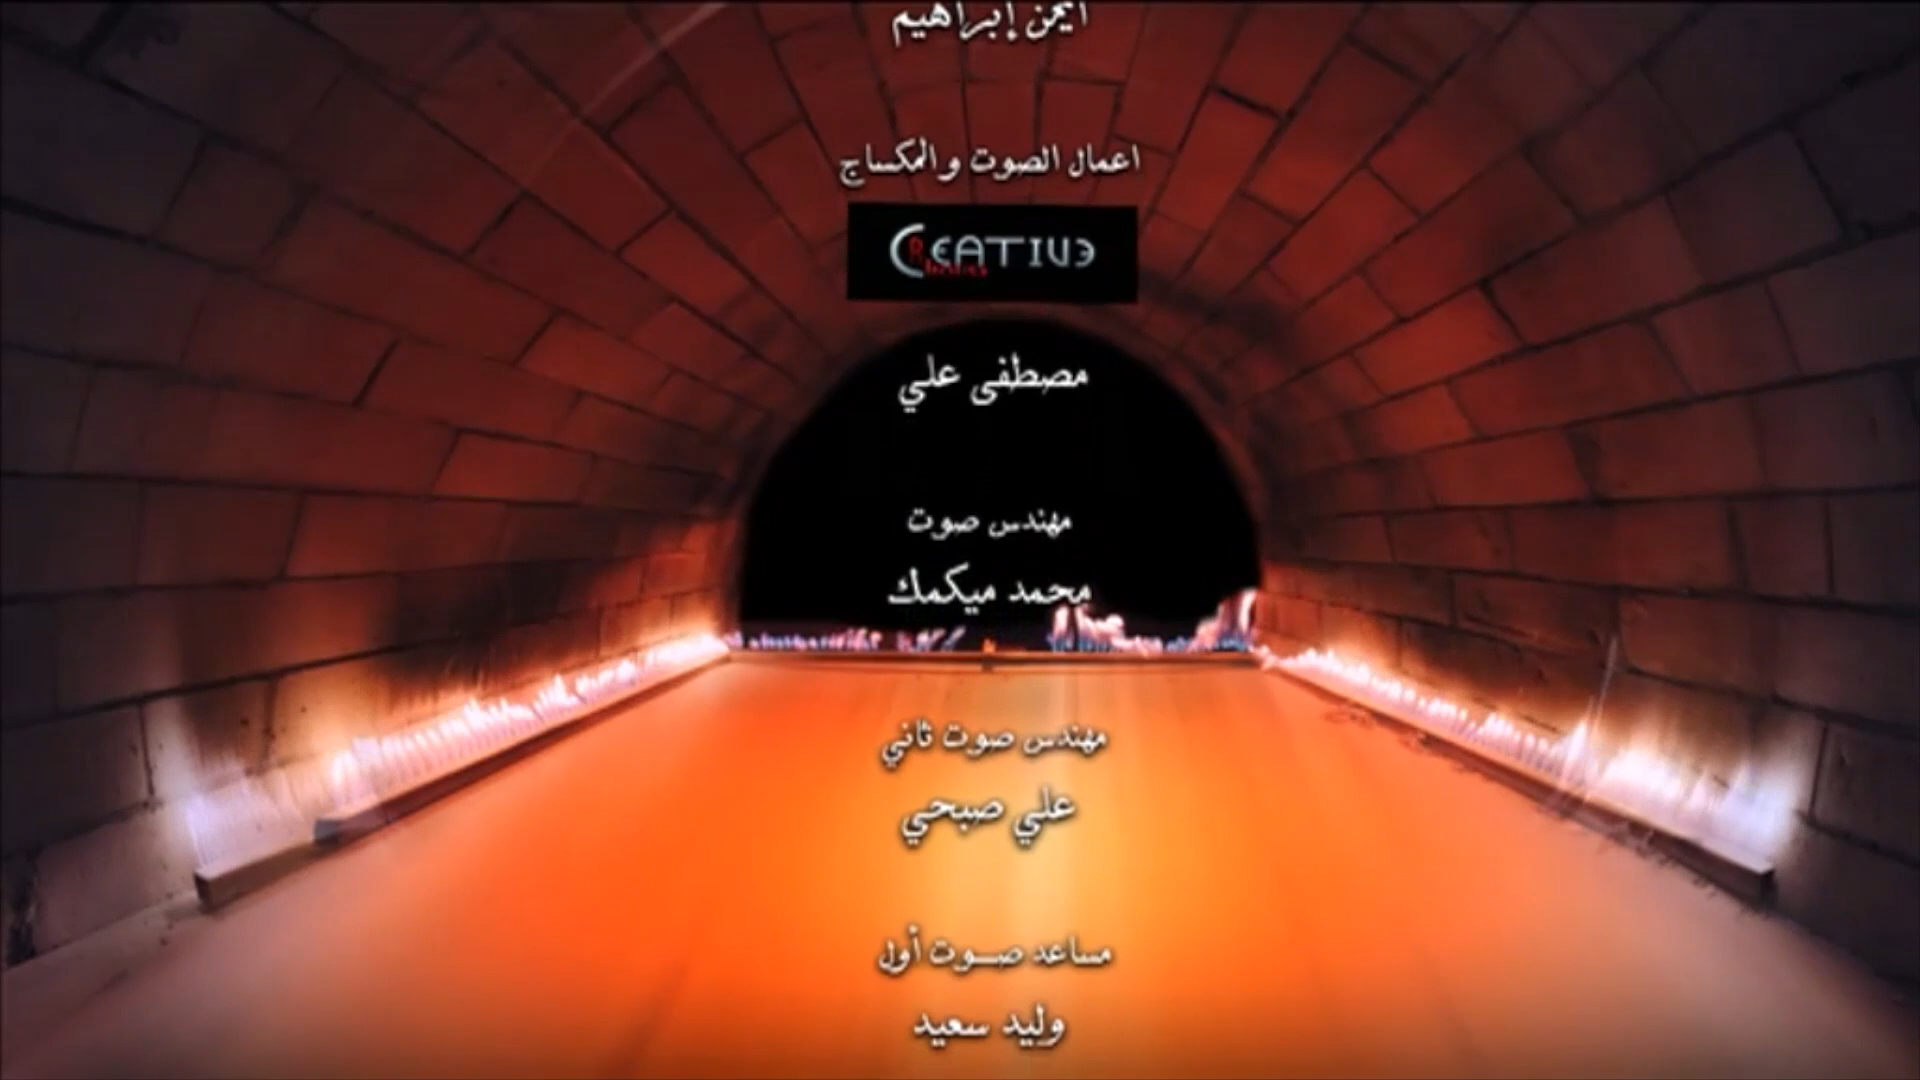 أيمن إبراهيم
اعمال الصوت والمكساج
CREATIVE
مصطفى علي
مهندس صوت
محمد ميكمك
مهندس صوت ثاني
علي صبحي
مساعد صوت أول
وليد سعيد